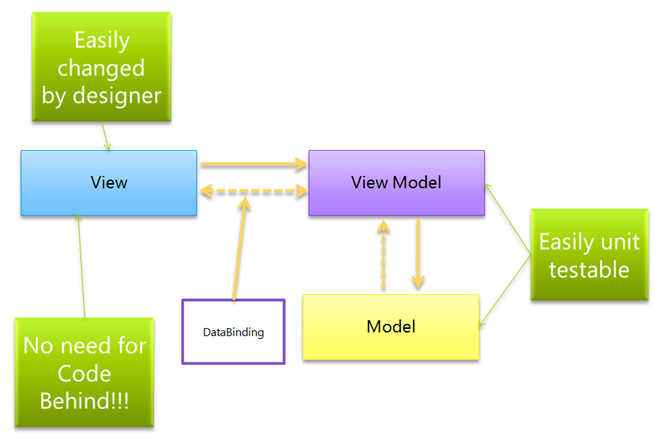 Easily
changed
by designer
View
View Model
Easily unit
testable
DataBinding
Model
No need for
Code
Behind!!!